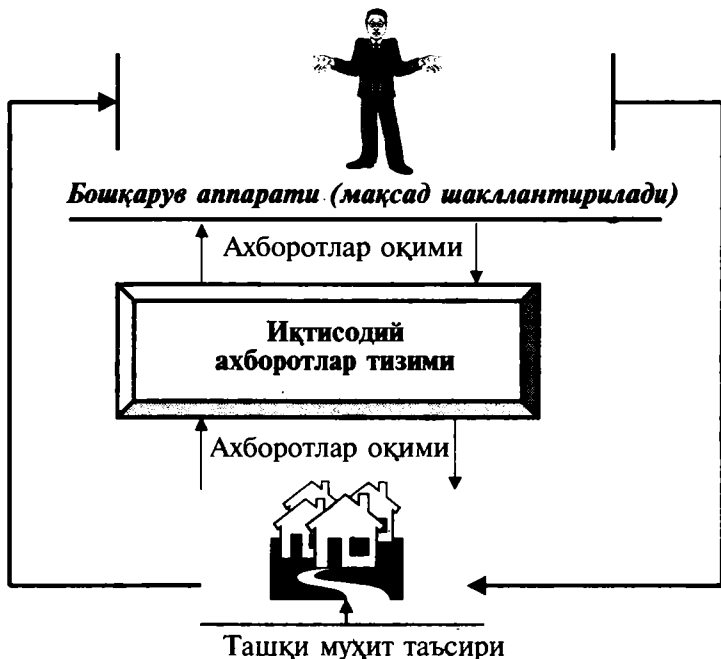 Бошқарув аппарати (мақсад шакллантирилади)
Ахборотлар оқими
Иқтисодий
ахборотлар тизими
Ахборотлар оқими
Ташқи муҳит таъсири